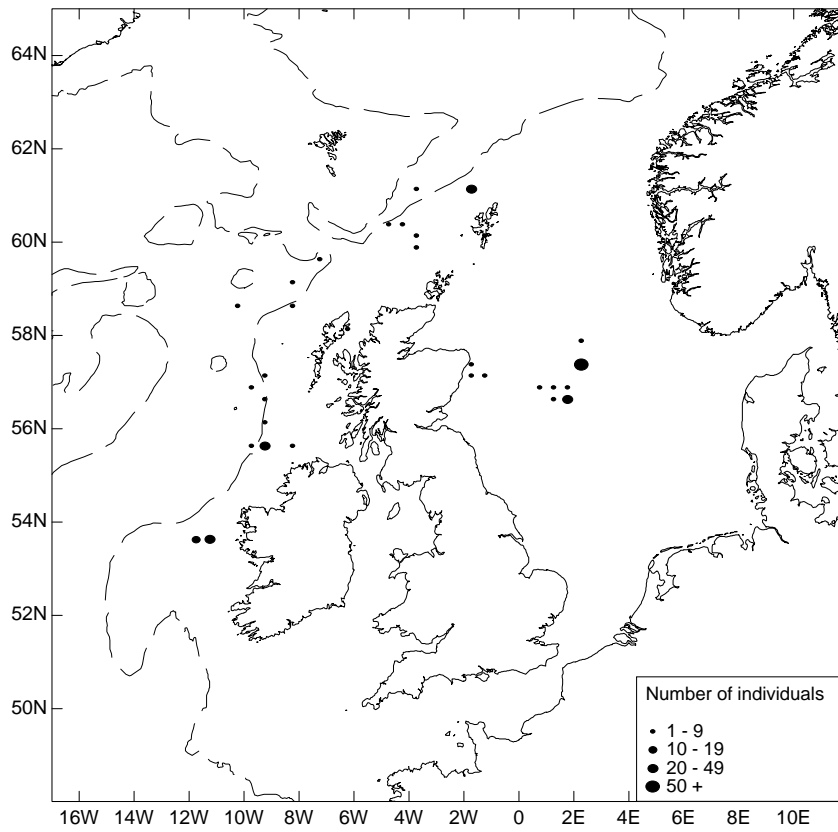 64N
62N
60N
58N
56N
54N
52N
50N
Number of individuals
1 - 9
10 - 19
20 - 49
50 +
16W 14W 12W 10W 8W 6W 4W 2W 0 2E 4E 6E 8E 10E